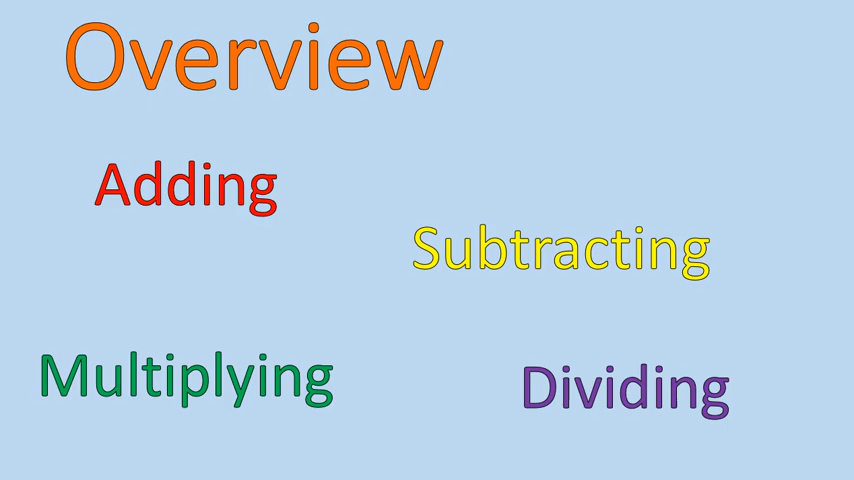 Overview
Adding
Subtracting
Multiplying
Dividing